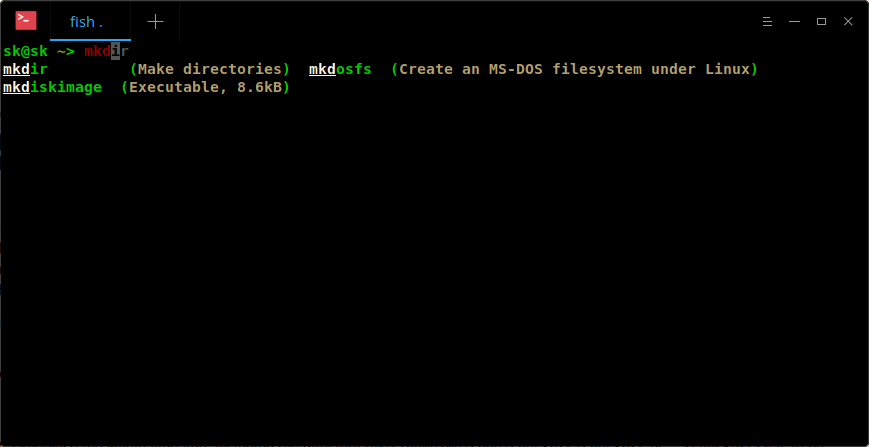 fish .
sk@sk ~> mkdir
mkdir (Make directories) mkdosfs (Create an MS-DOS filesystem under Linux)
mkdiskimage (Executable, 8.6kB)